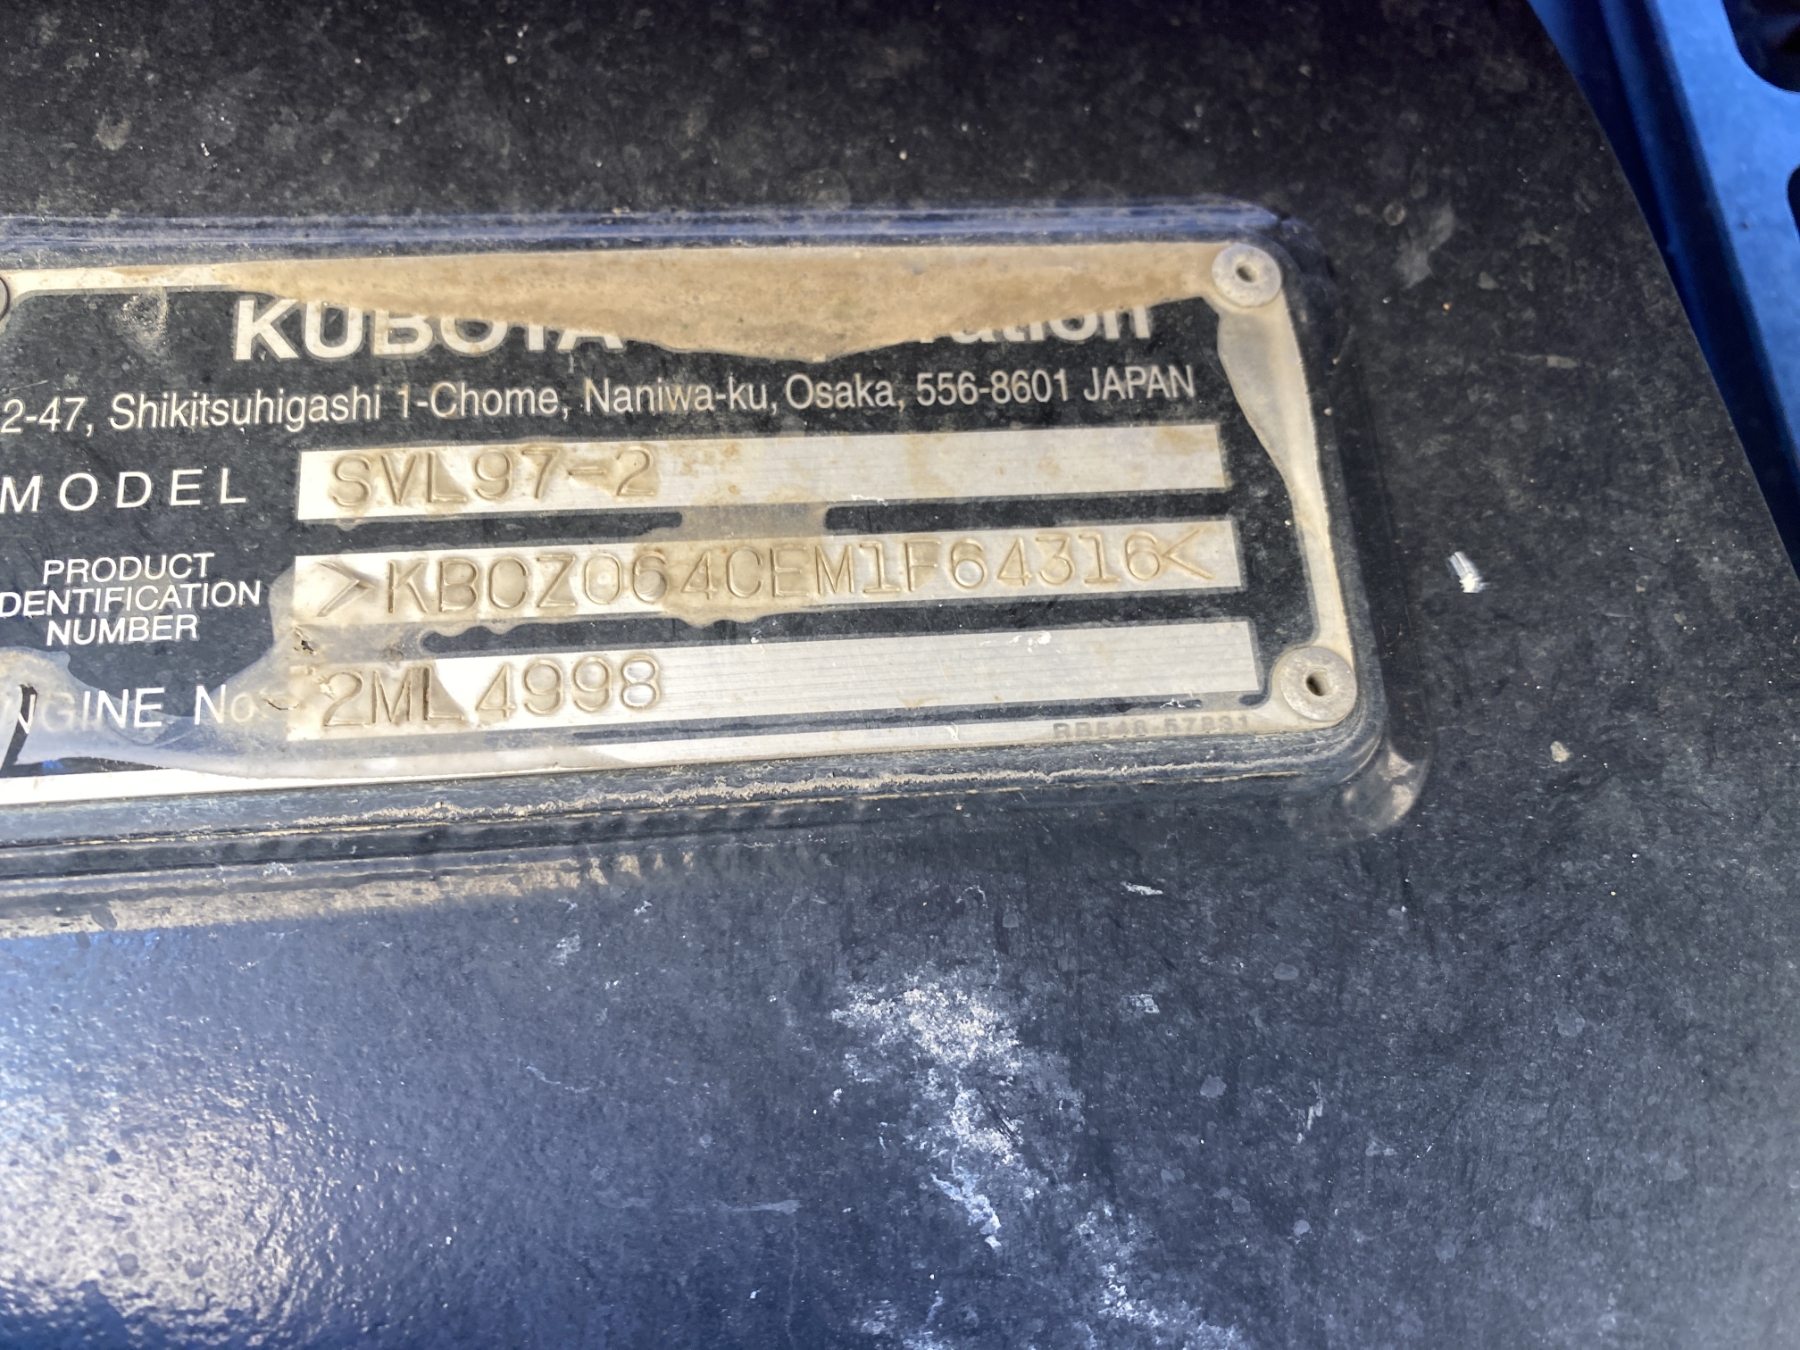 KUBOTA
2-47, Shikitsuhigashi 1-Chome, Naniwa-ku, Osaka, 556-8601 JAPAN
MODEL SVL97-2
PRODUCT
IDENTIFICATION
NUMBER
>KBCZ064CEM1F64316<
ENGINE No. 2ML4998